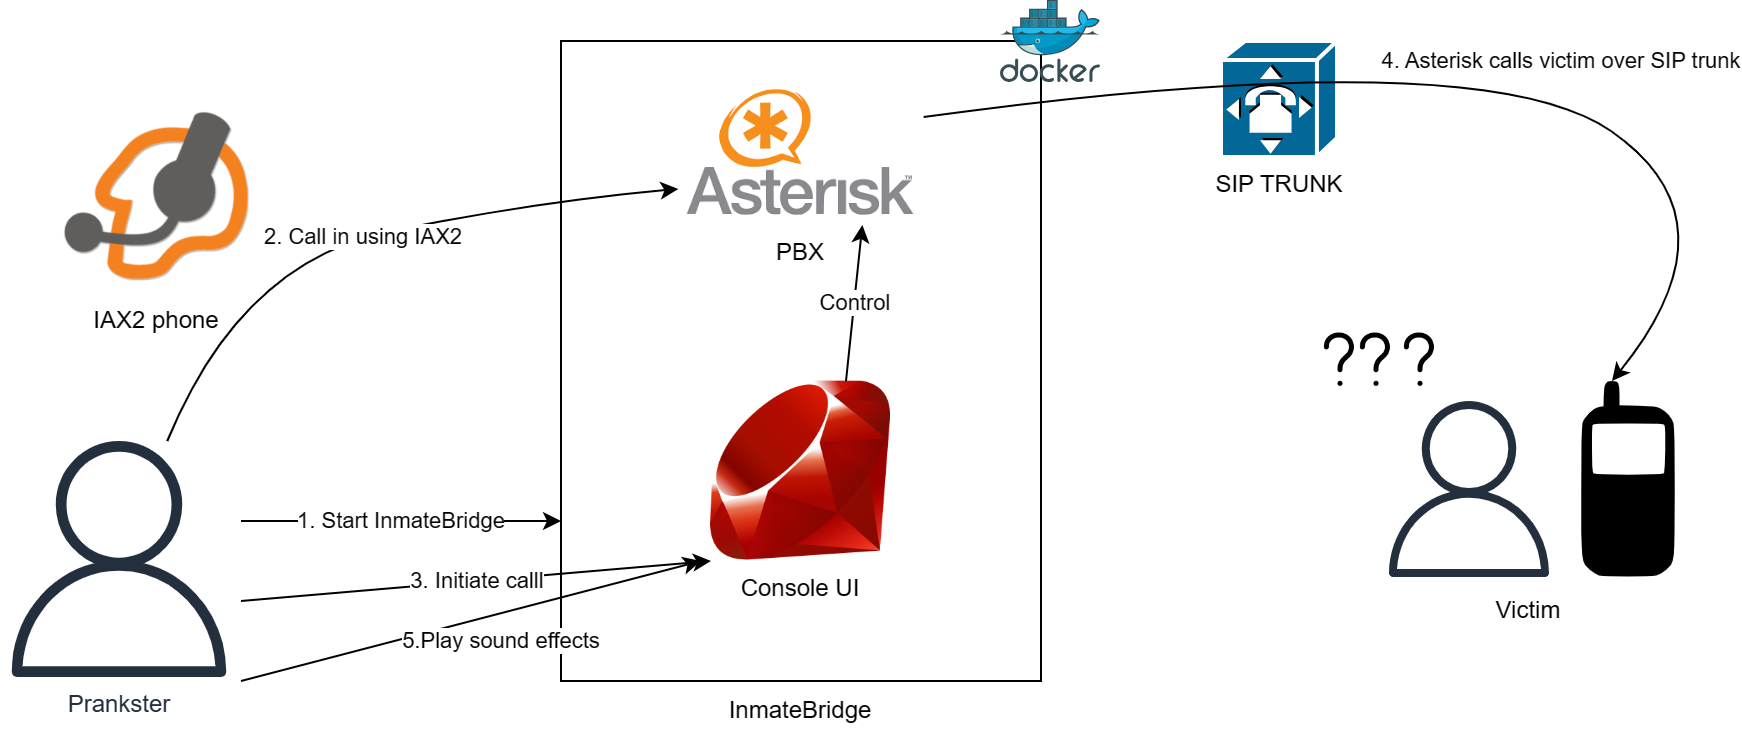 docker
4. Asterisk calls victim over SIP trunk
Asterisk™
SIP TRUNK
2. Call in using IAX2
PBX
Control
IAX2 phone
???
1. Start InmateBridge
3. Initiate calll
Console UI
5.Play sound effects
Victim
Prankster
InmateBridge